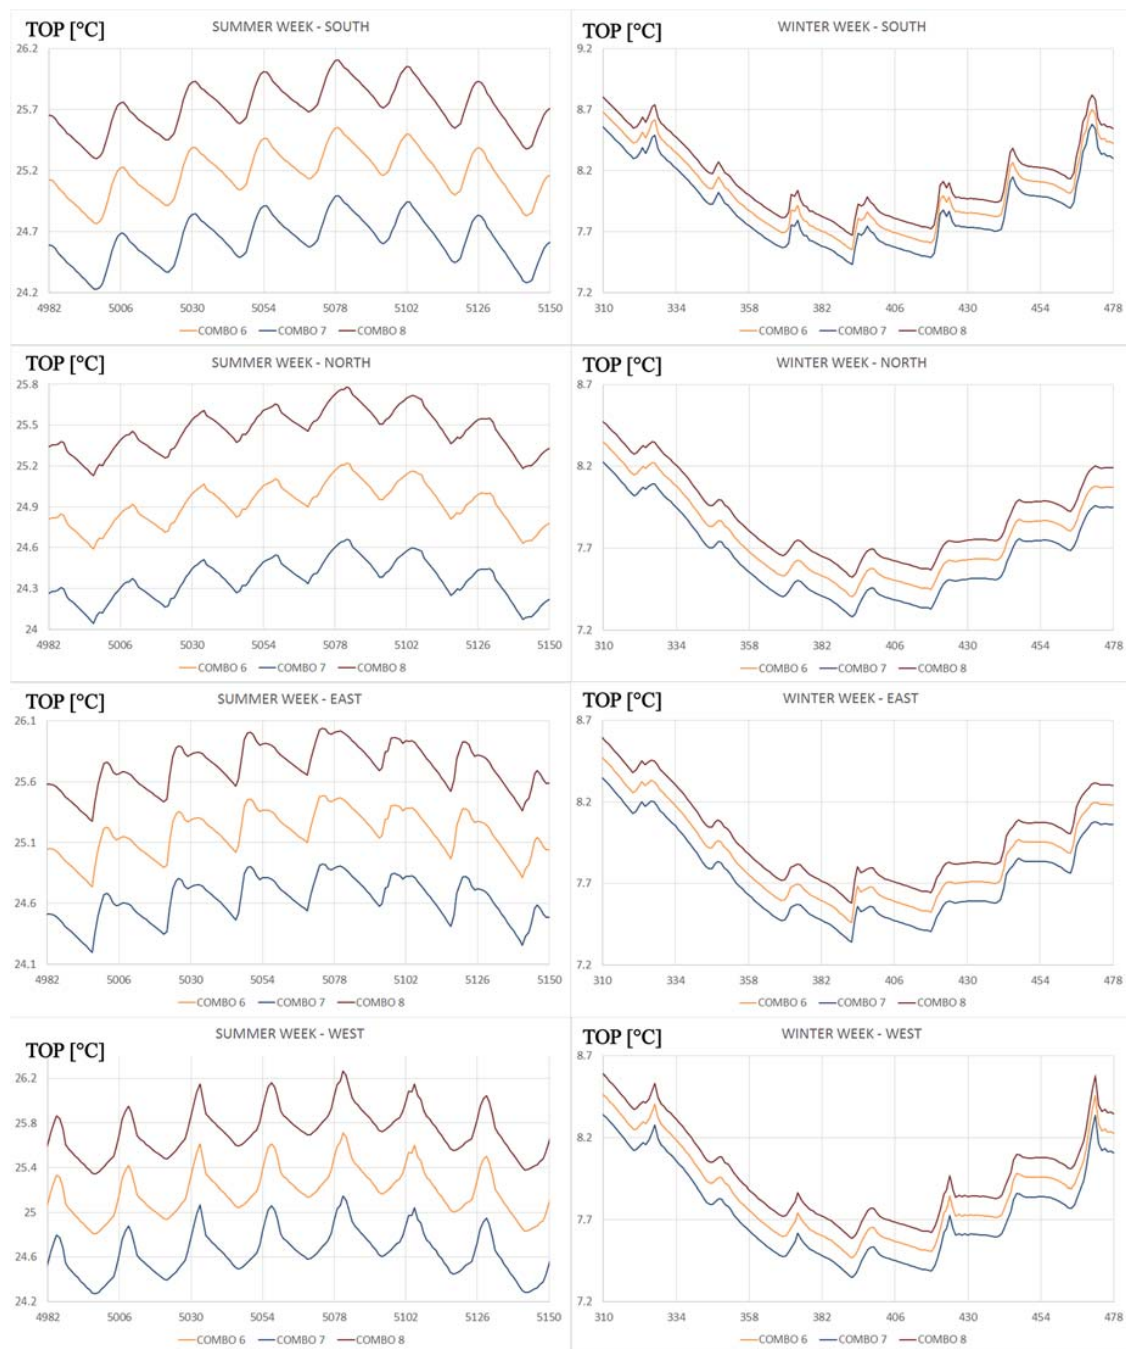 TOP [°C]
SUMMER WEEK - SOUTH
26.2
25.7
25.2
24.7
24.2
4982 5006 5030 5054 5078 5102 5126 5150
COMBO 6 COMBO 7 COMBO 8
TOP [°C]
WINTER WEEK - SOUTH
9.2
8.7
8.2
7.7
7.2
310 334 358 382 406 430 454 478
COMBO 6 COMBO 7 COMBO 8
TOP [°C]
SUMMER WEEK - NORTH
25.8
25.5
25.2
24.9
24.6
24.3
24
4982 5006 5030 5054 5078 5102 5126 5150
COMBO 6 COMBO 7 COMBO 8
TOP [°C]
WINTER WEEK - NORTH
8.7
8.2
7.7
7.2
310 334 358 382 406 430 454 478
COMBO 6 COMBO 7 COMBO 8
TOP [°C]
SUMMER WEEK - EAST
26.1
25.6
25.1
24.6
24.1
4982 5006 5030 5054 5078 5102 5126 5150
COMBO 6 COMBO 7 COMBO 8
TOP [°C]
WINTER WEEK - EAST
8.7
8.2
7.7
7.2
310 334 358 382 406 430 454 478
COMBO 6 COMBO 7 COMBO 8
TOP [°C]
SUMMER WEEK - WEST
26.2
25.8
25.4
25
24.6
24.2
4982 5006 5030 5054 5078 5102 5126 5150
COMBO 6 COMBO 7 COMBO 8
TOP [°C]
WINTER WEEK - WEST
8.7
8.2
7.7
7.2
310 334 358 382 406 430 454 478
COMBO 6 COMBO 7 COMBO 8